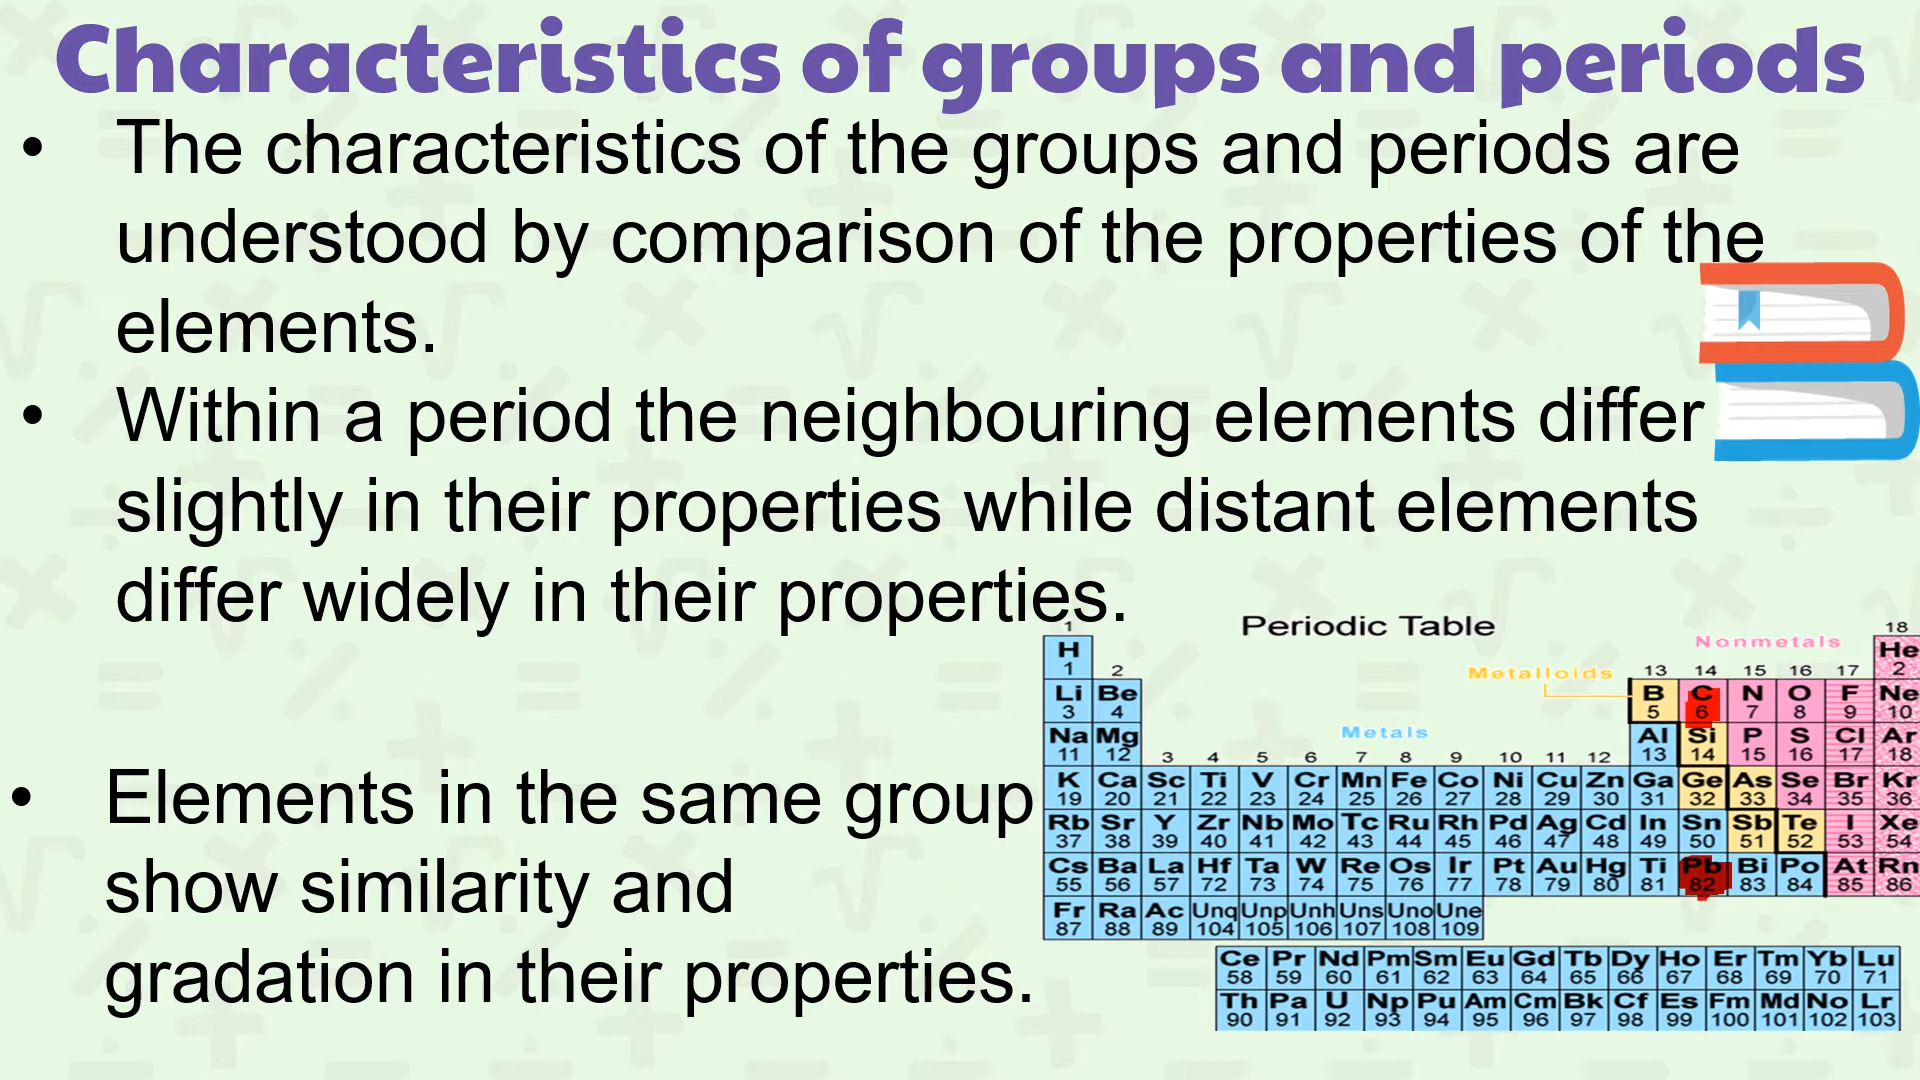 Characteristics of groups and periods
• The characteristics of the groups and periods are
understood by comparison of the properties of the
elements.
• Within a period the neighbouring elements differ
slightly in their properties while distant elements
differ widely in their properties.
• Elements in the same group
show similarity and
gradation in their properties.
Periodic Table
1 18
Nonmetals
H He
1 2 Metalloids 13 14 15 16 17 2
Li Be B C N O F Ne
3 4 5 6 7 8 9 10
Metals
Na Mg Al Si P S Cl Ar
11 12 3 4 5 6 7 8 9 10 11 12 13 14 15 16 17 18
K Ca Sc Ti V Cr Mn Fe Co Ni Cu Zn Ga Ge As Se Br Kr
19 20 21 22 23 24 25 26 27 28 29 30 31 32 33 34 35 36
Rb Sr Y Zr Nb Mo Tc Ru Rh Pd Ag Cd In Sn Sb Te I Xe
37 38 39 40 41 42 43 44 45 46 47 48 49 50 51 52 53 54
Cs Ba La Hf Ta W Re Os Ir Pt Au Hg Ti Pb Bi Po At Rn
55 56 57 72 73 74 75 76 77 78 79 80 81 82 83 84 85 86
Fr Ra Ac Unq Unp Unh Uns Uno Une
87 88 89 104 105 106 107 108 109
Ce Pr Nd Pm Sm Eu Gd Tb Dy Ho Er Tm Yb Lu
58 59 60 61 62 63 64 65 66 67 68 69 70 71
Th Pa U Np Pu Am Cm Bk Cf Es Fm Md No Lr
90 91 92 93 94 95 96 97 98 99 100 101 102 103